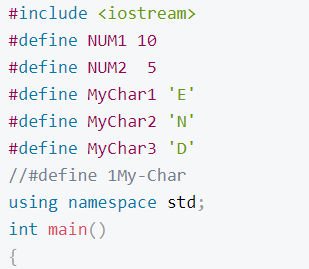 #include <iostream>
#define NUM1 10
#define NUM2  5
#define MyChar1 'E'
#define MyChar2 'N'
#define MyChar3 'D'
//#define 1My-Char
using namespace std;
int main()
{